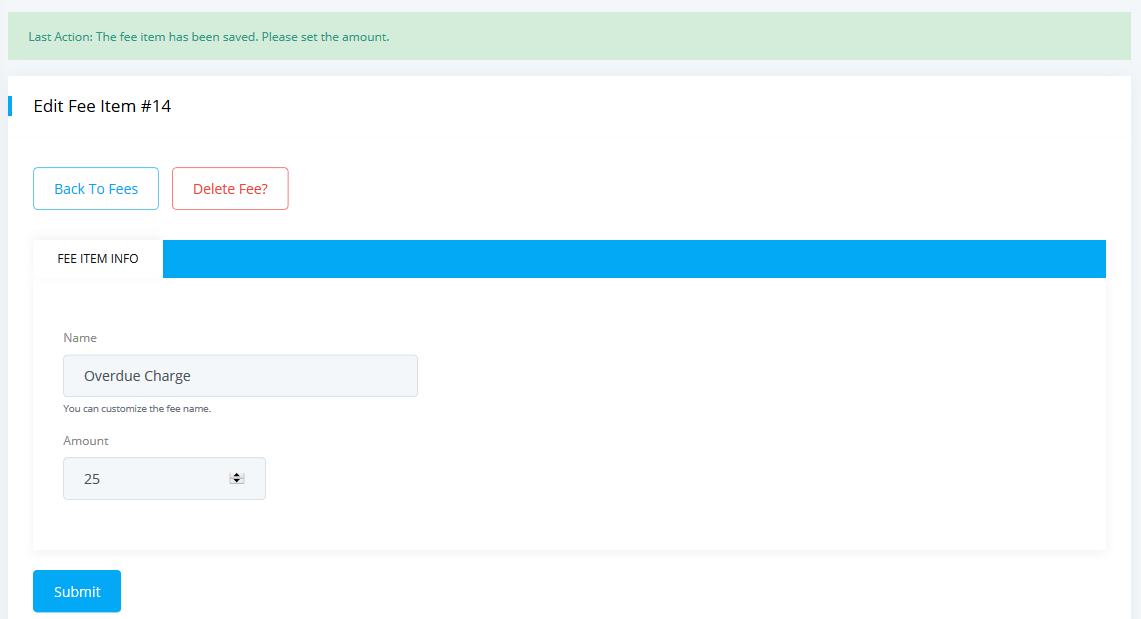 Last Action: The fee item has been saved. Please set the amount.
Edit Fee Item #14
Back To Fees Delete Fee?
FEE ITEM INFO
Name
Overdue Charge
You can customize the fee name.
Amount
25
Submit